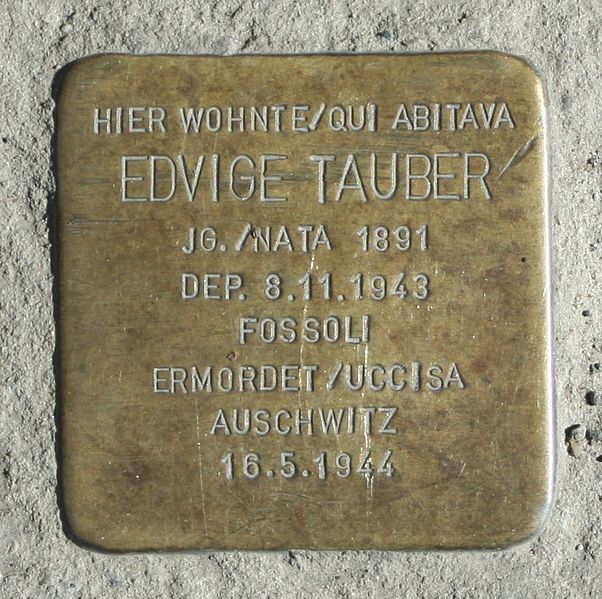 HIER WOHNTE/QUI ABITAVA
EDVIGE TAUBER
JG./NATA 1891
DEP. 8.11.1943
FOSSOLI
ERMORDET/UCCISA
AUSCHWITZ
16.5.1944